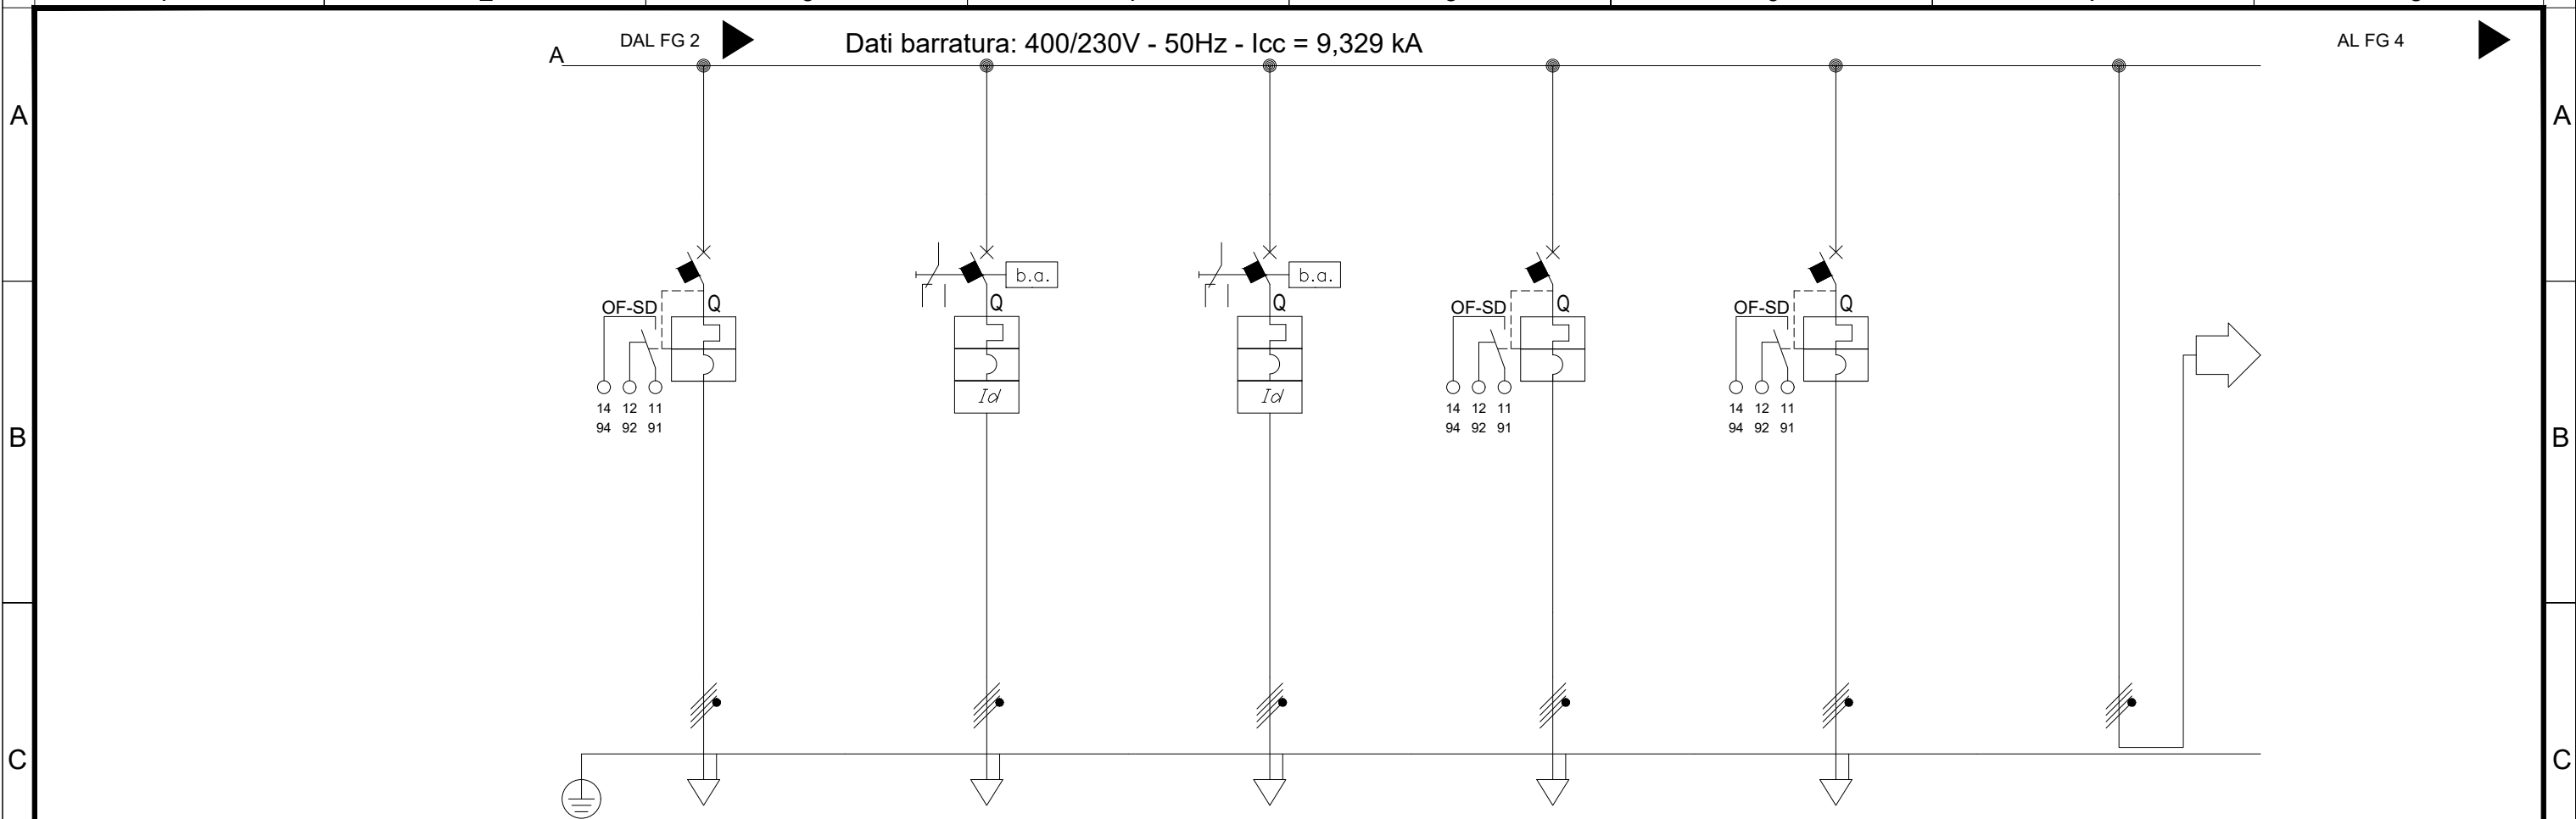 DAL FG 2
Dati barratura: 400/230V - 50Hz - Icc = 9,329 kA
AL FG 4
A
A
A
b.a.
b.a.
OF-SD Q
Q
Q
OF-SD Q
OF-SD Q
Id
Id
14 12 11
94 92 91
14 12 11
94 92 91
14 12 11
94 92 91
B
B
C
C